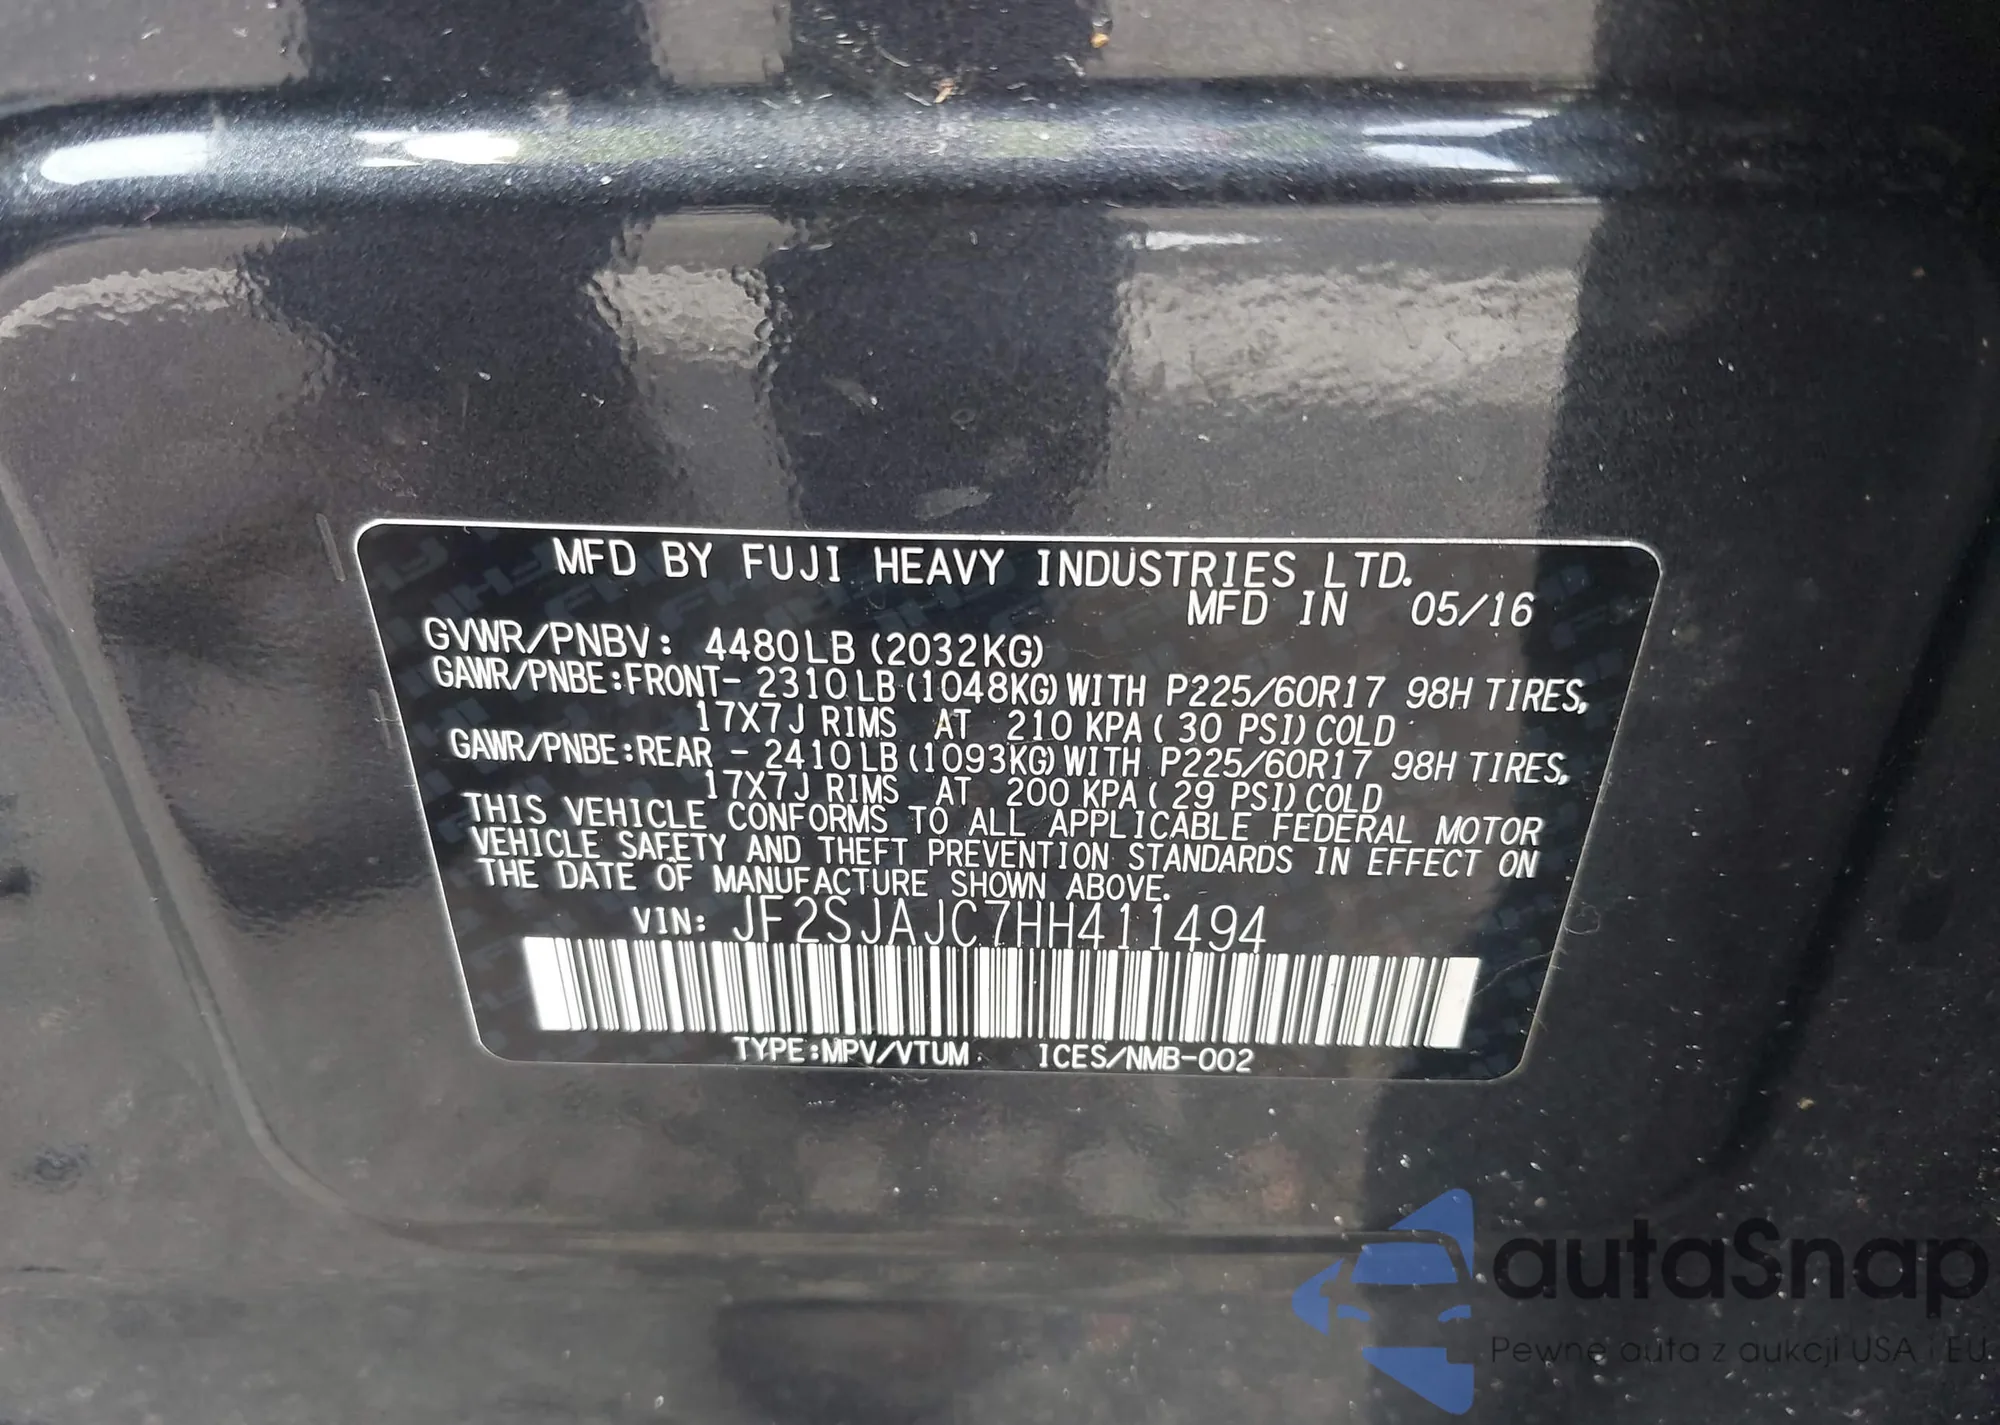 MFD BY FUJI HEAVY INDUSTRIES LTD.
MFD IN 05/16
GVWR/PNBV: 4480LB (2032KG)
GAWR/PNBE:FRONT- 2310LB(1048KG)WITH P225/60R17 98H TIRES,
17X7J RIMS AT 210 KPA( 30 PSI)COLD
GAWR/PNBE:REAR - 2410LB(1093KG)WITH P225/60R17 98H TIRES,
17X7J RIMS AT 200 KPA( 29 PSI)COLD
THIS VEHICLE CONFORMS TO ALL APPLICABLE FEDERAL MOTOR
VEHICLE SAFETY AND THEFT PREVENTION STANDARDS IN EFFECT ON
THE DATE OF MANUFACTURE SHOWN ABOVE.
VIN: JF2SJAJC7HH411494
TYPE:MPV/VTUM ICES/NMB-002
autaSnap
Pewne auta z aukcji USA i EU